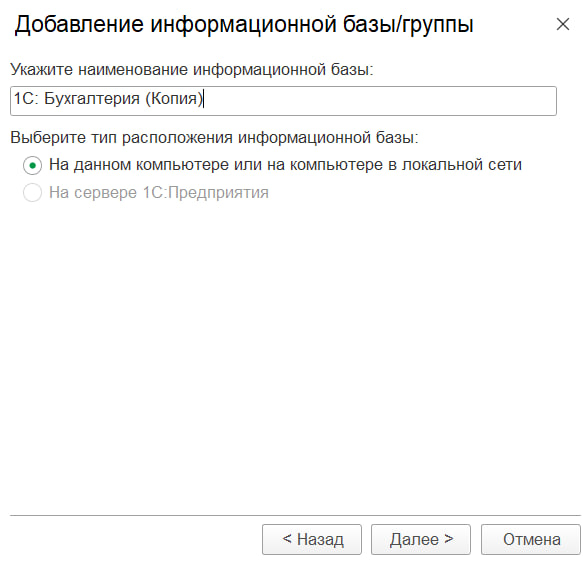 Добавление информационной базы/группы
Укажите наименование информационной базы:
1С: Бухгалтерия (Копия)
Выберите тип расположения информационной базы:
На данном компьютере или на компьютере в локальной сети
На сервере 1С:Предприятия
< Назад
Далее >
Отмена